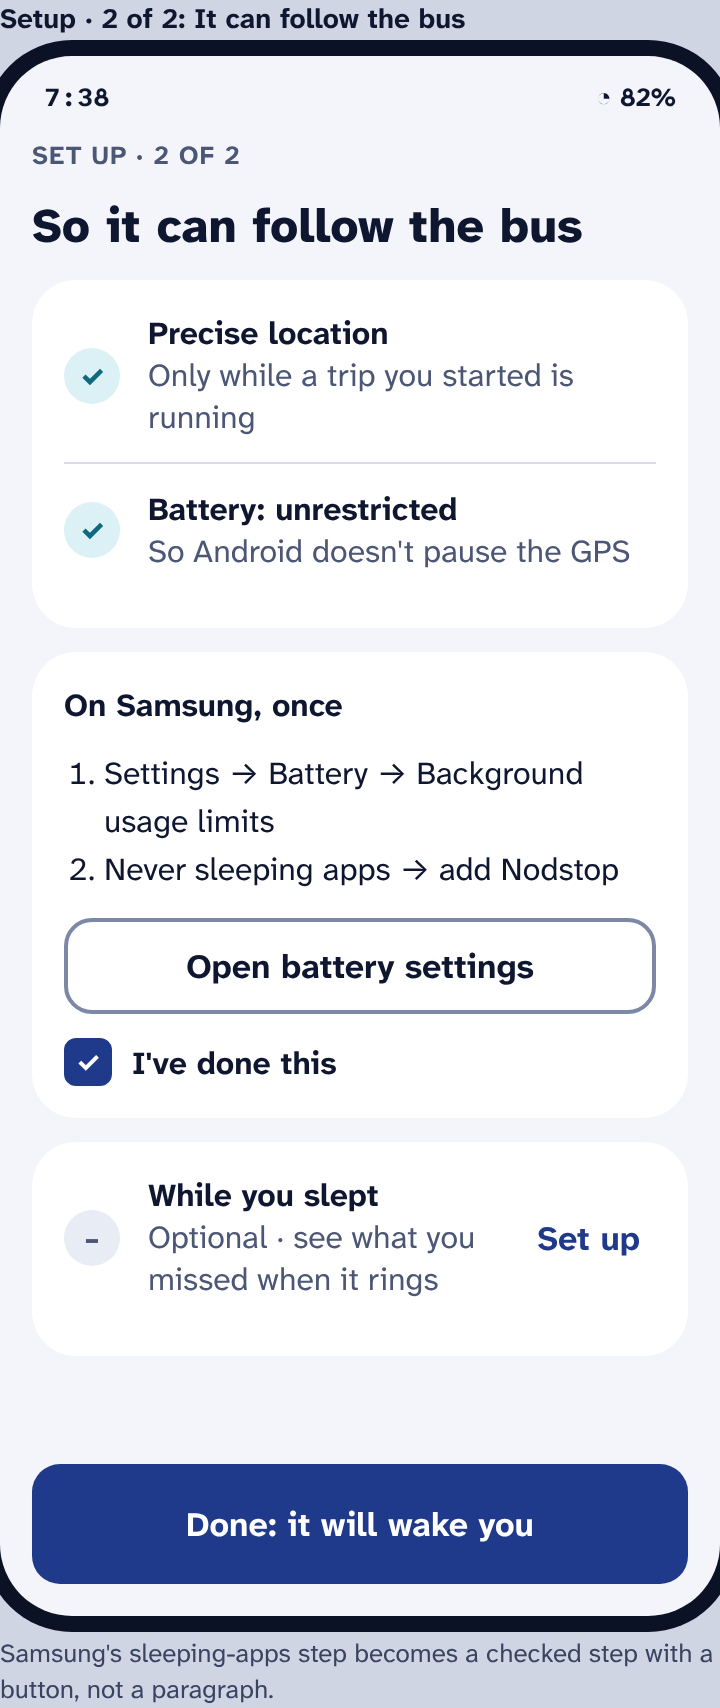 Setup · 2 of 2: It can follow the bus
7:38
82%
SET UP · 2 OF 2
So it can follow the bus
Precise location
Only while a trip you started is
running
Battery: unrestricted
So Android doesn't pause the GPS
On Samsung, once
1. Settings → Battery → Background
usage limits
2. Never sleeping apps → add Nodstop
Open battery settings
I've done this
While you slept
–
Optional · see what you
missed when it rings
Set up
Done: it will wake you
Samsung's sleeping-apps step becomes a checked step with a
button, not a paragraph.